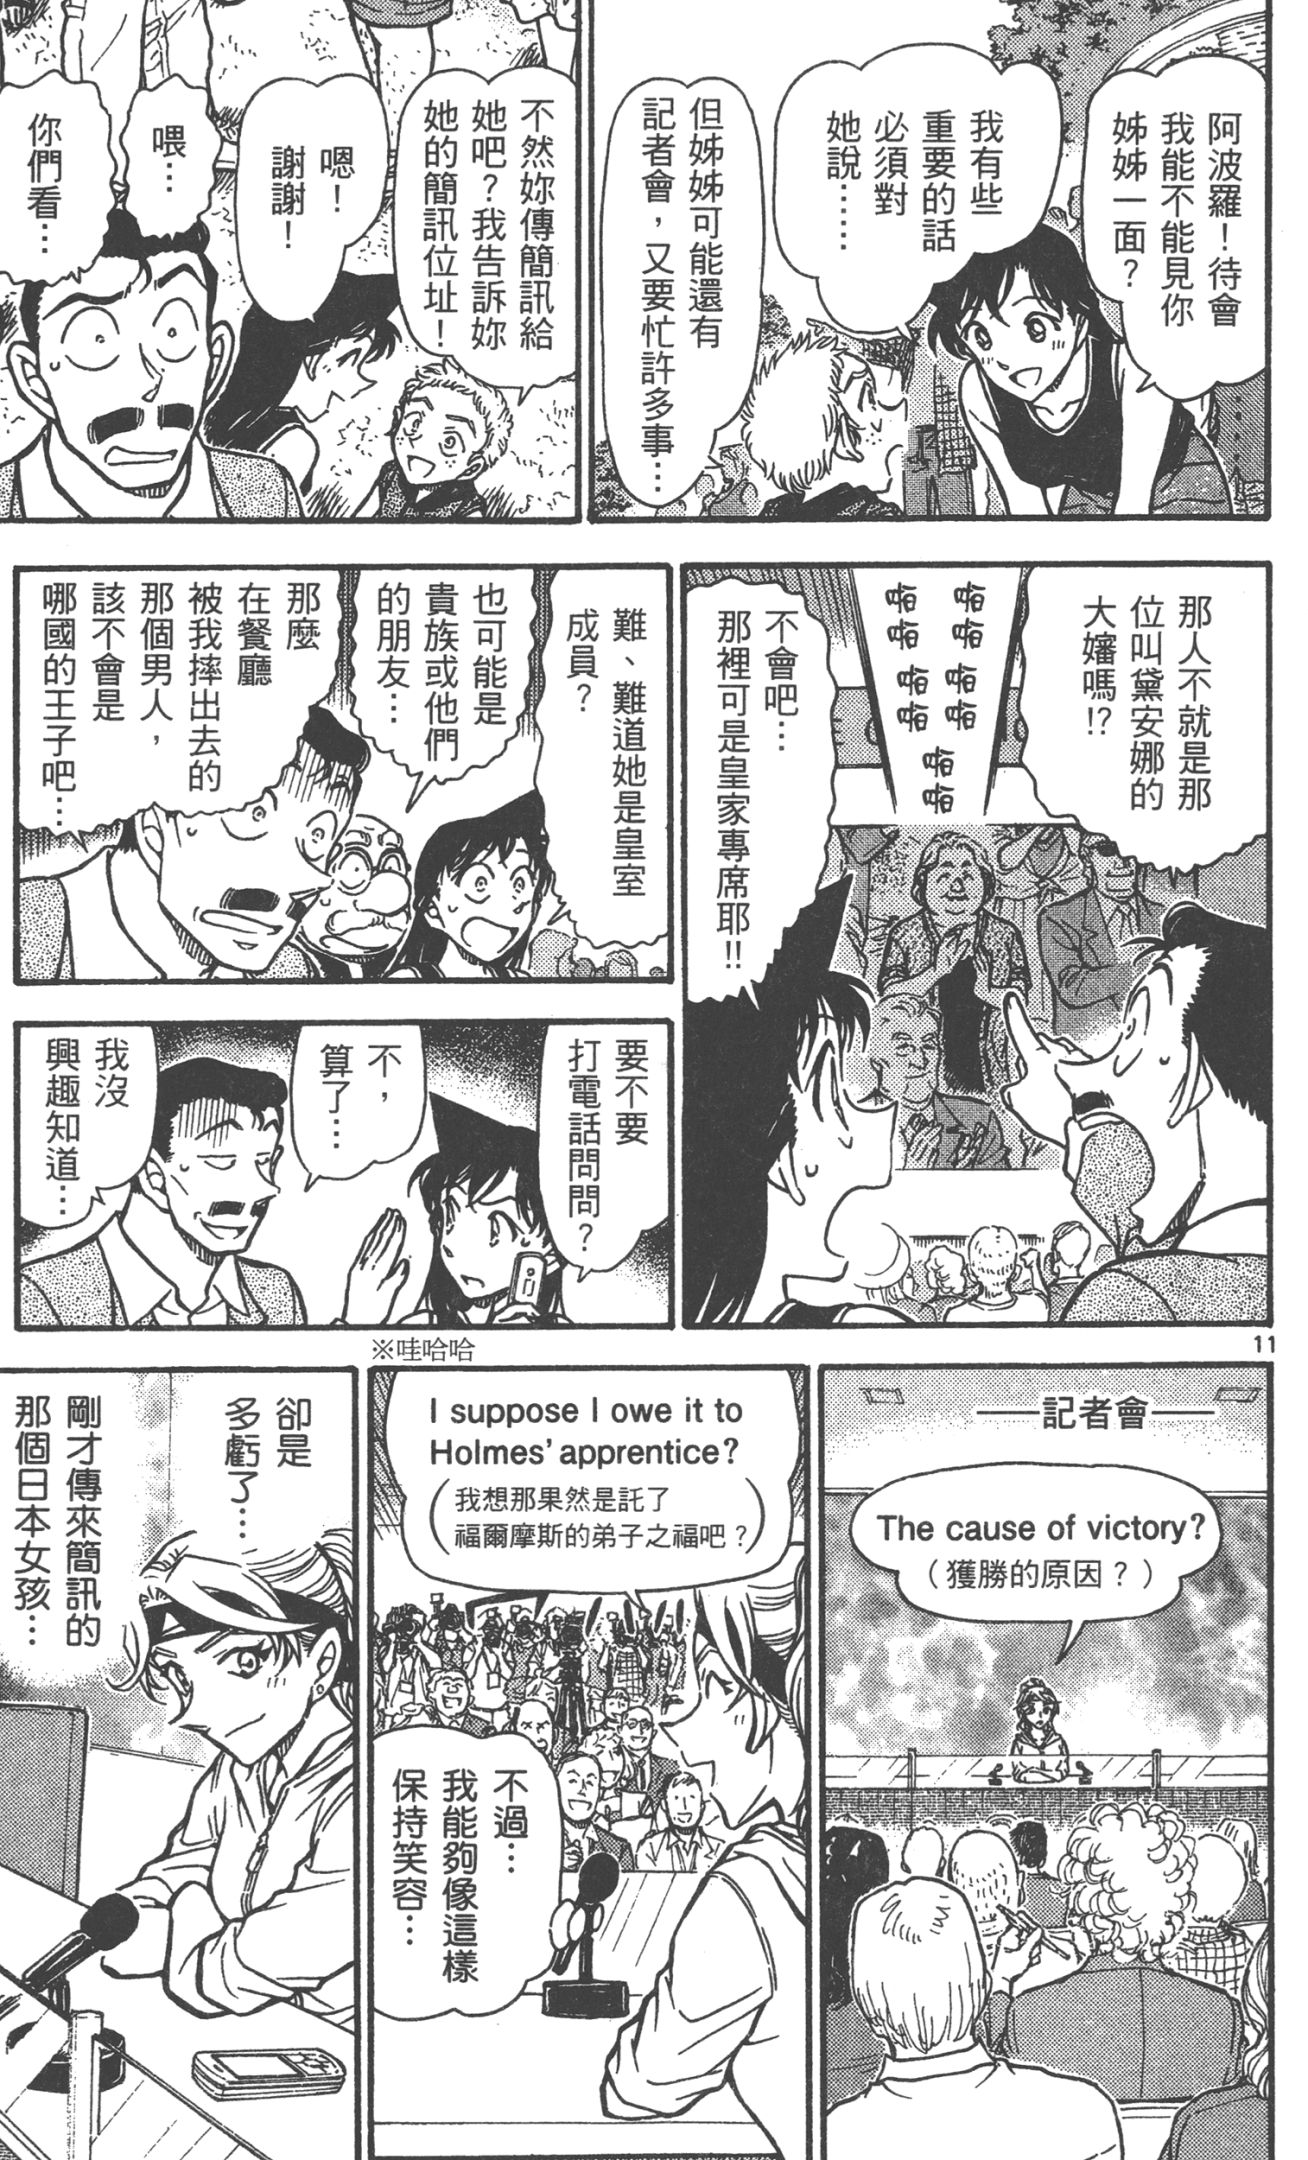 阿波羅！待會
我能不能見你
姊姊一面？
我有些
重要的話
必須對
她說……
但姊姊可能還有
記者會，又要忙許多事…
不然妳傳簡訊給
她吧？我告訴妳
她的簡訊位址！
嗯！
謝謝！
喂…
你們看…
那人不就是那
位叫黛安娜的
大嬸嗎!?
不會吧…
那裡可是皇家專席耶!!
難、難道她是皇室
成員？
也可能是
貴族或他們
的朋友…
那麼
在餐廳
被我摔出去的
那個男人，
該不會是
哪國的王子吧…
要不要
打電話問問？
不，
算了…
我沒
興趣知道…
11
※哇哈哈
——記者會——
The cause of victory?
（獲勝的原因？）
I suppose I owe it to
Holmes' apprentice?
（我想那果然是託了
福爾摩斯的弟子之福吧？）
不過…
我能夠像這樣
保持笑容…
卻是
多虧了…
剛才傳來簡訊的
那個日本女孩…